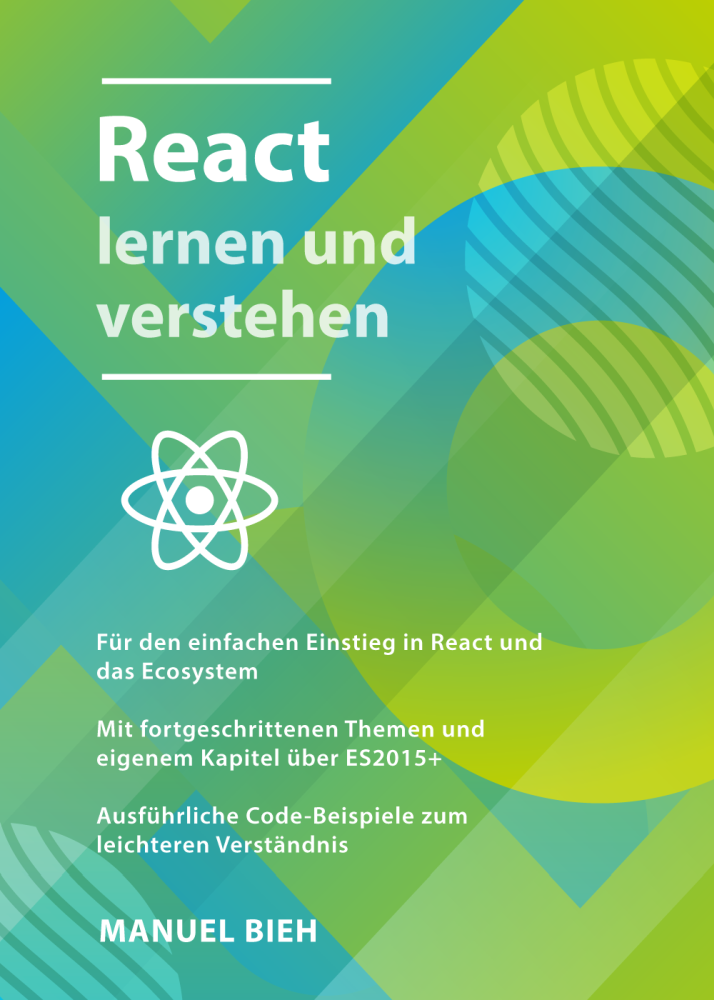 React
lernen und
verstehen
Für den einfachen Einstieg in React und
das Ecosystem
Mit fortgeschrittenen Themen und
eigenem Kapitel über ES2015+
Ausführliche Code-Beispiele zum
leichteren Verständnis
MANUEL BIEH